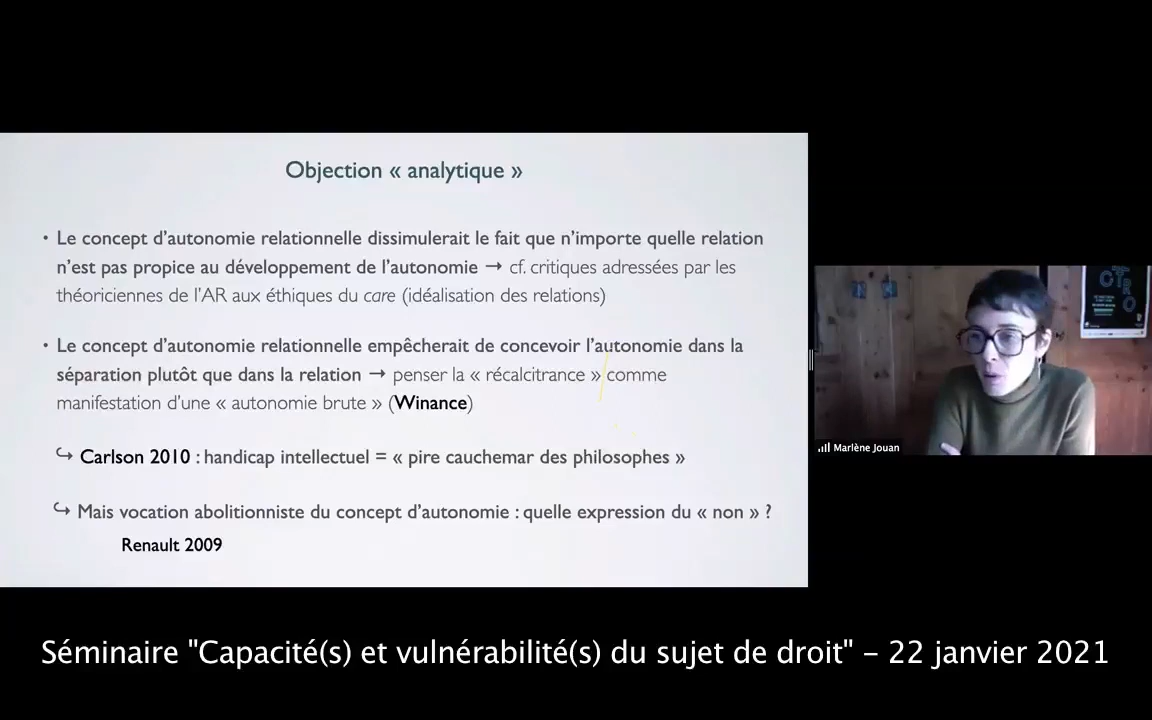 Objection « analytique »
• Le concept d'autonomie relationnelle dissimulerait le fait que n'importe quelle relation
n'est pas propice au développement de l'autonomie → cf. critiques adressées par les
théoriciennes de l'AR aux éthiques du care (idéalisation des relations)
• Le concept d'autonomie relationnelle empêcherait de concevoir l'autonomie dans la
séparation plutôt que dans la relation → penser la « récalcitrance » comme
manifestation d'une « autonomie brute » (Winance)
↪ Carlson 2010 : handicap intellectuel = « pire cauchemar des philosophes »
↪ Mais vocation abolitionniste du concept d'autonomie : quelle expression du « non » ?
Renault 2009
Marlène Jouan
Séminaire "Capacité(s) et vulnérabilité(s) du sujet de droit" – 22 janvier 2021